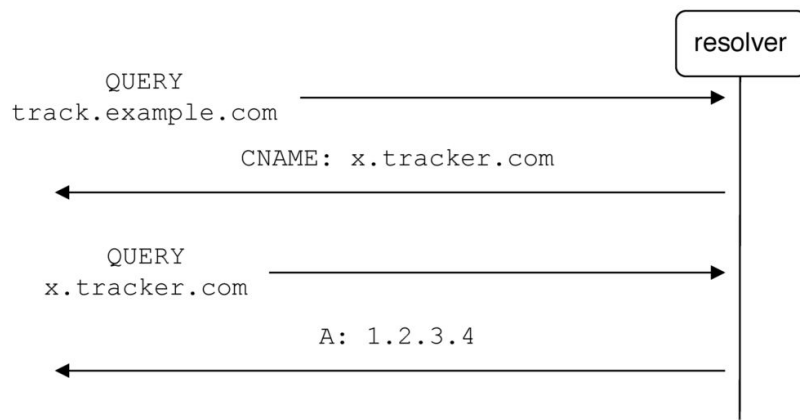 resolver
QUERY
track.example.com
CNAME: x.tracker.com
QUERY
x.tracker.com
A: 1.2.3.4